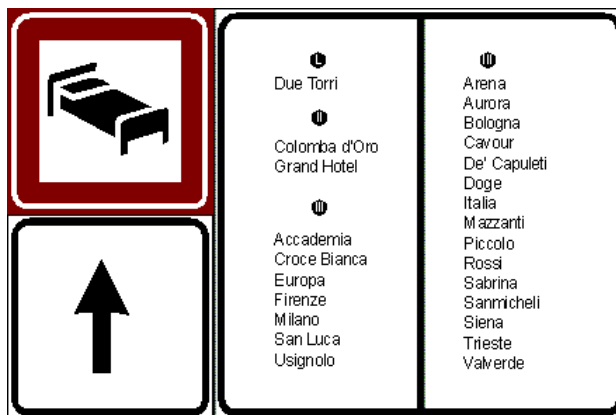 L
Due Torri
Colomba d'Oro
Grand Hotel
Accademia
Croce Bianca
Europa
Firenze
Milano
San Luca
Usignolo
Arena
Aurora
Bologna
Cavour
De' Capuleti
Doge
Italia
Mazzanti
Piccolo
Rossi
Sabrina
Sanmicheli
Siena
Trieste
Valverde